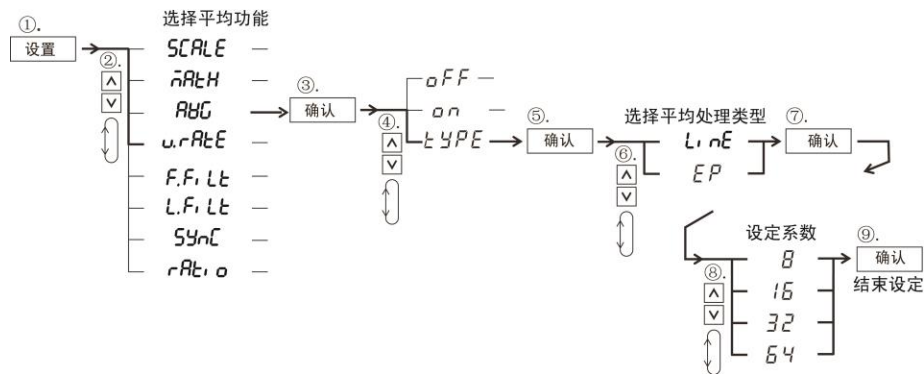 选择平均功能
①.
设置
②.
SCALE
mAtH
AVG
u.rAtE
F.FiLt
L.FiLt
SYnC
rAtio
③.
确认
④.
oFF
on
tYPE
⑤.
确认
选择平均处理类型
⑥.
LinE
EP
⑦.
确认
设定系数
⑧.
8
16
32
64
⑨.
确认
结束设定